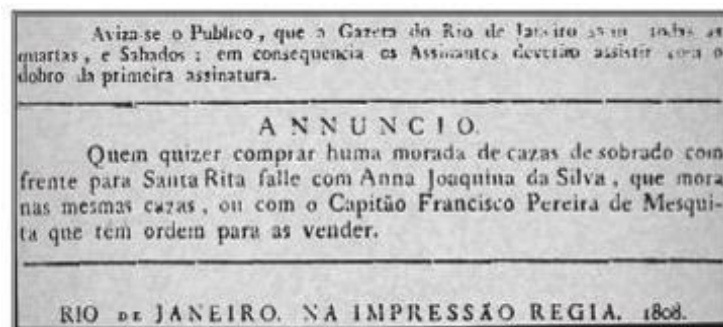 Aviza-se o Publico, que a Gazeta do Rio de Janeiro todas as
quartas, e Sabados; em consequencia os Assinantes deverão assistir com o
dobro da primeira assinatura.
ANNUNCIO.
Quem quizer comprar huma morada de cazas de sobrado com
frente para Santa Rita falle com Anna Joaquina da Silva, que mora
nas mesmas cazas, ou com o Capitão Francisco Pereira de Mesqui-
ta que tem ordem para as vender.
RIO DE JANEIRO. NA IMPRESSÃO REGIA. 1808.